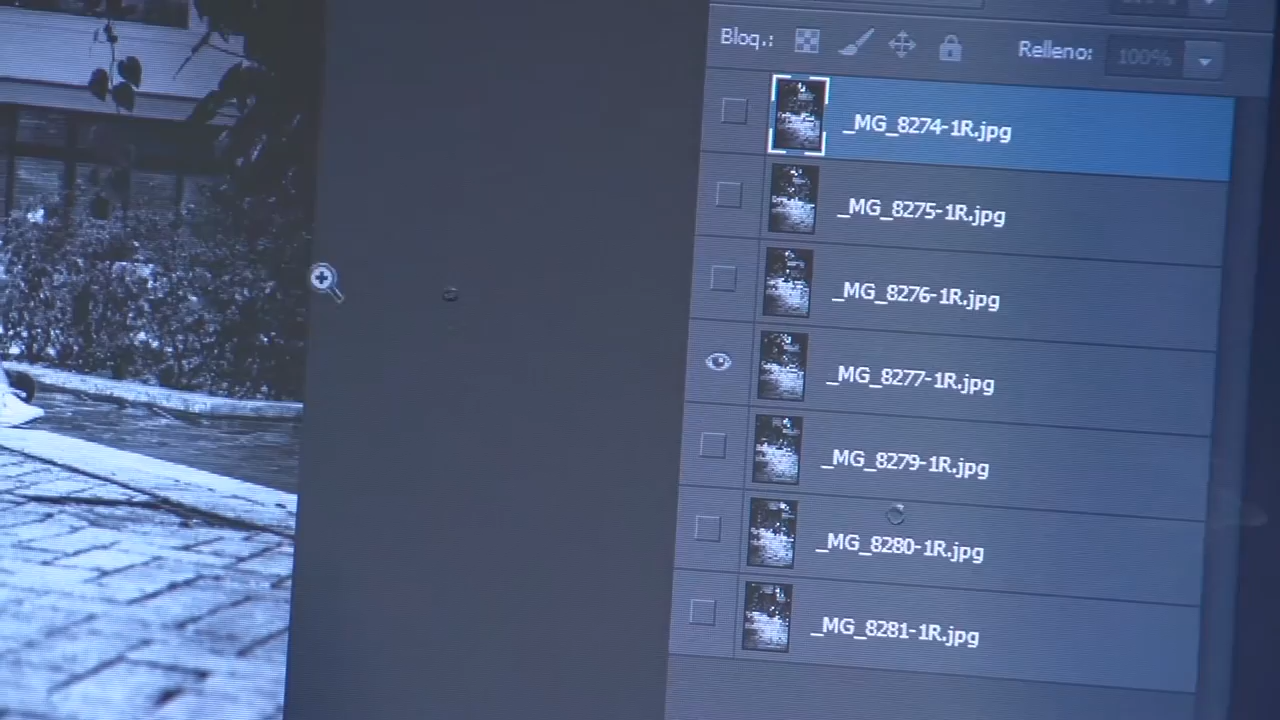 Bloq.: Relleno: 100%
_MG_8274-1R.jpg
_MG_8275-1R.jpg
_MG_8276-1R.jpg
_MG_8277-1R.jpg
_MG_8279-1R.jpg
_MG_8280-1R.jpg
_MG_8281-1R.jpg